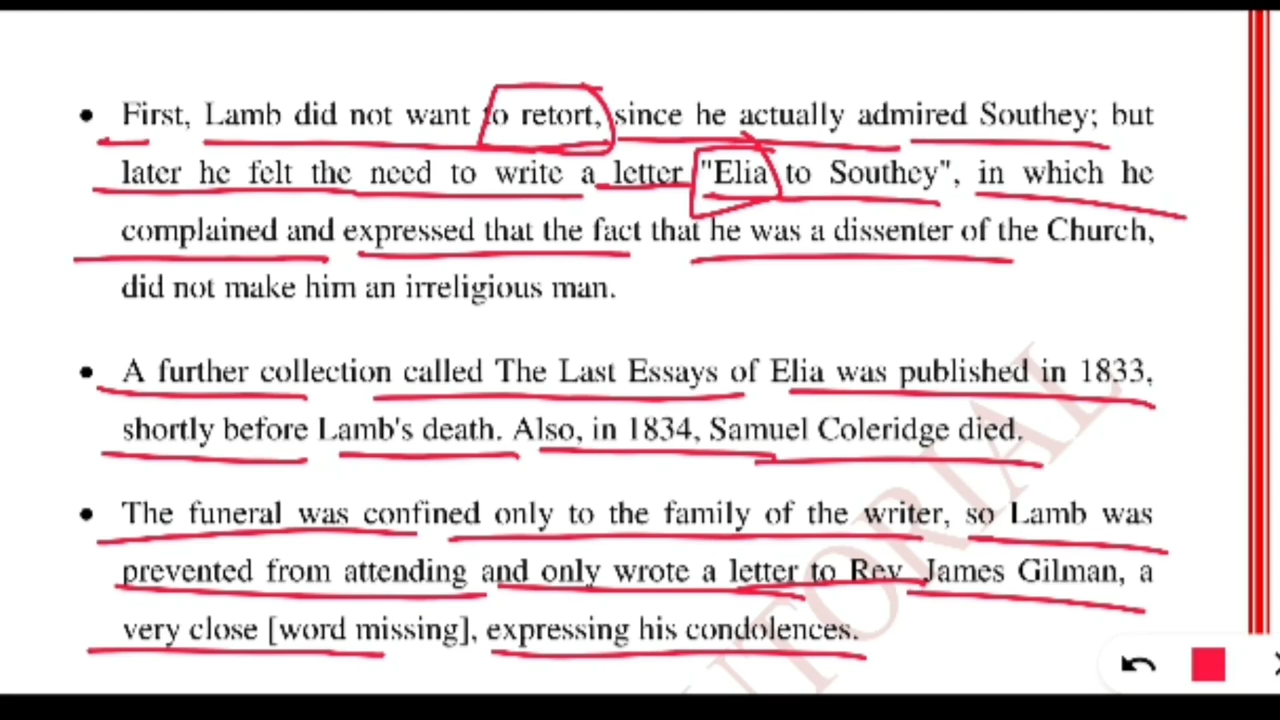 • First, Lamb did not want to retort, since he actually admired Southey; but
later he felt the need to write a letter "Elia to Southey", in which he
complained and expressed that the fact that he was a dissenter of the Church,
did not make him an irreligious man.
• A further collection called The Last Essays of Elia was published in 1833,
shortly before Lamb's death. Also, in 1834, Samuel Coleridge died.
• The funeral was confined only to the family of the writer, so Lamb was
prevented from attending and only wrote a letter to Rev James Gilman, a
very close [word missing], expressing his condolences.